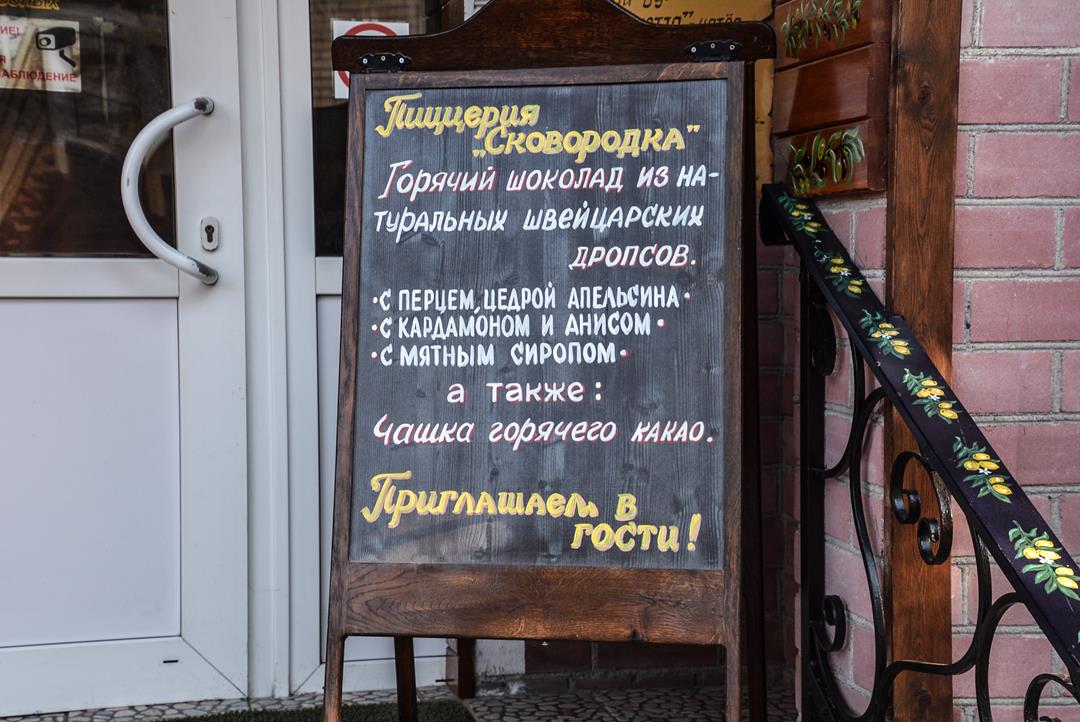 НАБЛЮДЕНИЕ
Пиццерия
„Сковородка"
Горячий шоколад из на-
туральных швейцарских
дропсов.
•с перцем, цедрой апельсина•
•с кардамоном и анисом•
•с мятным сиропом•
а также:
Чашка горячего какао.
Приглашаем в
гости!